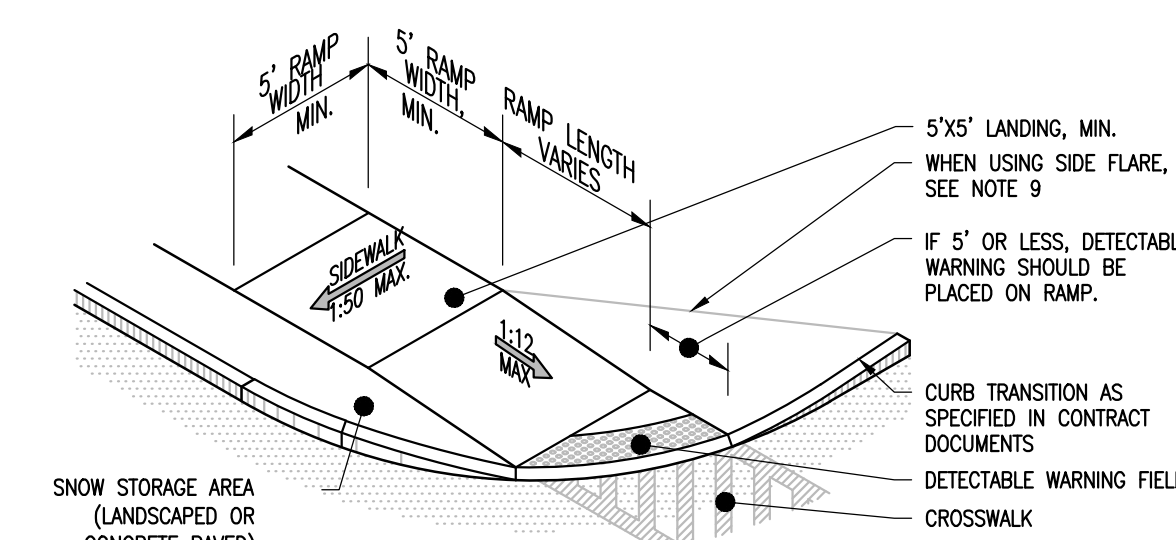 5' RAMP
WIDTH
MIN.
5' RAMP
WIDTH,
MIN.
RAMP LENGTH
VARIES
5'X5' LANDING, MIN.
WHEN USING SIDE FLARE,
SEE NOTE 9
IF 5' OR LESS, DETECTABL
WARNING SHOULD BE
PLACED ON RAMP.
SIDEWALK
1:50 MAX.
1:12
MAX
CURB TRANSITION AS
SPECIFIED IN CONTRACT
DOCUMENTS
DETECTABLE WARNING FIEL
CROSSWALK
SNOW STORAGE AREA
(LANDSCAPED OR
CONCRETE PAVED)